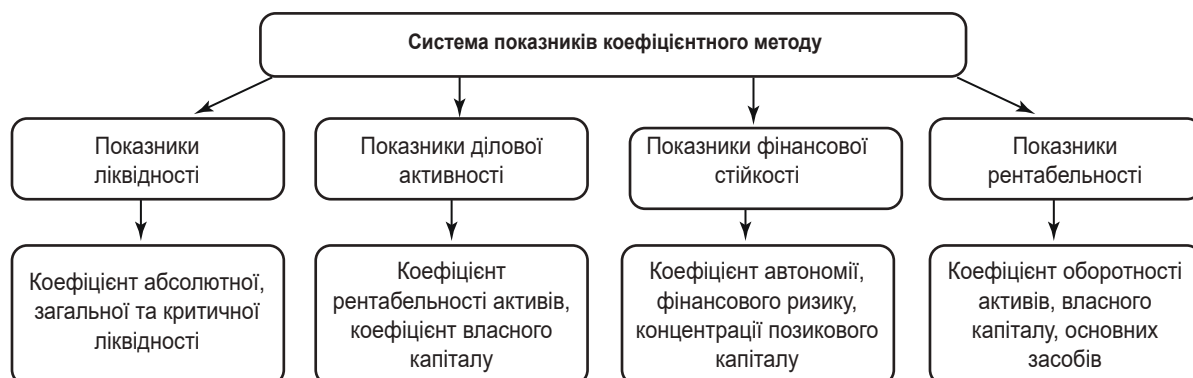 Система показників коефіцієнтного методу
Показники
ліквідності
Показники ділової
активності
Показники фінансової
стійкості
Показники
рентабельності
Коефіцієнт абсолютної,
загальної та критичної
ліквідності
Коефіцієнт
рентабельності активів,
коефіцієнт власного
капіталу
Коефіцієнт автономії,
фінансового ризику,
концентрації позикового
капіталу
Коефіцієнт оборотності
активів, власного
капіталу, основних
засобів